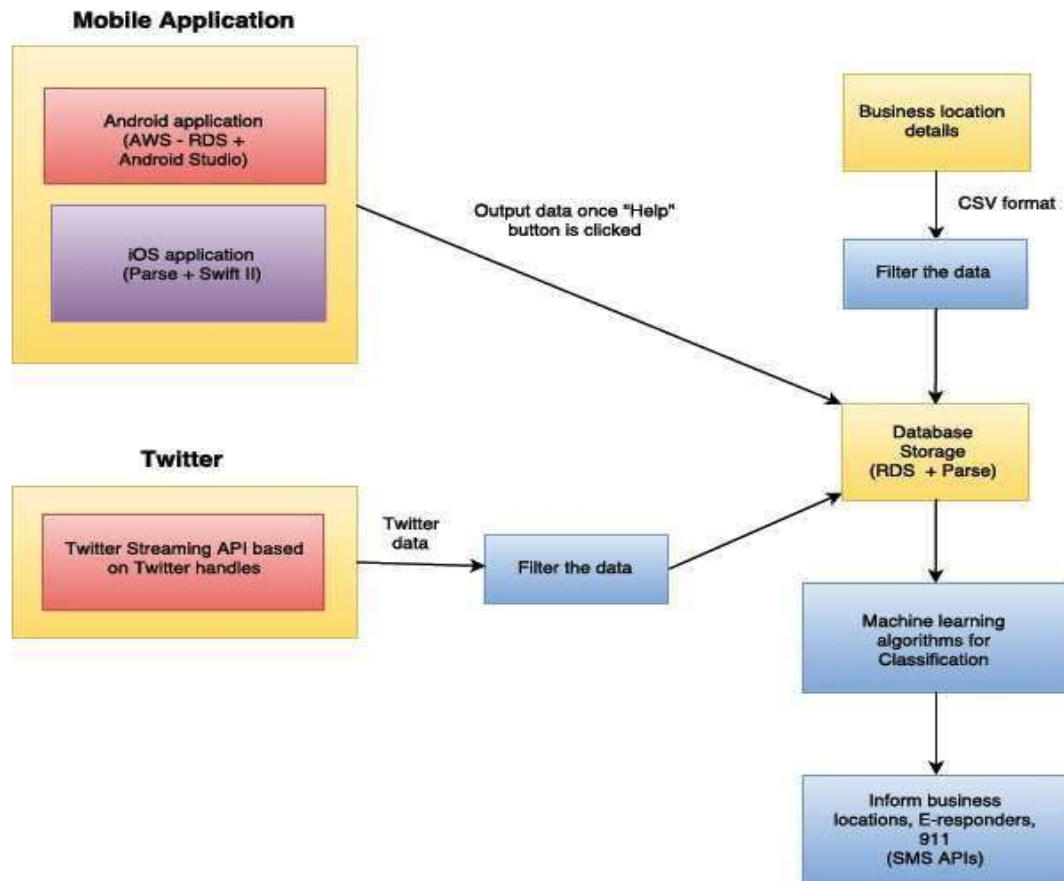 Mobile Application
Android application
(AWS - RDS +
Android Studio)
iOS application
(Parse + Swift II)
Output data once "Help"
button is clicked
Business location
details
CSV format
Filter the data
Database
Storage
(RDS + Parse)
Twitter
Twitter Streaming API based
on Twitter handles
Twitter
data
Filter the data
Machine learning
algorithms for
Classification
Inform business
locations, E-responders,
911
(SMS APIs)